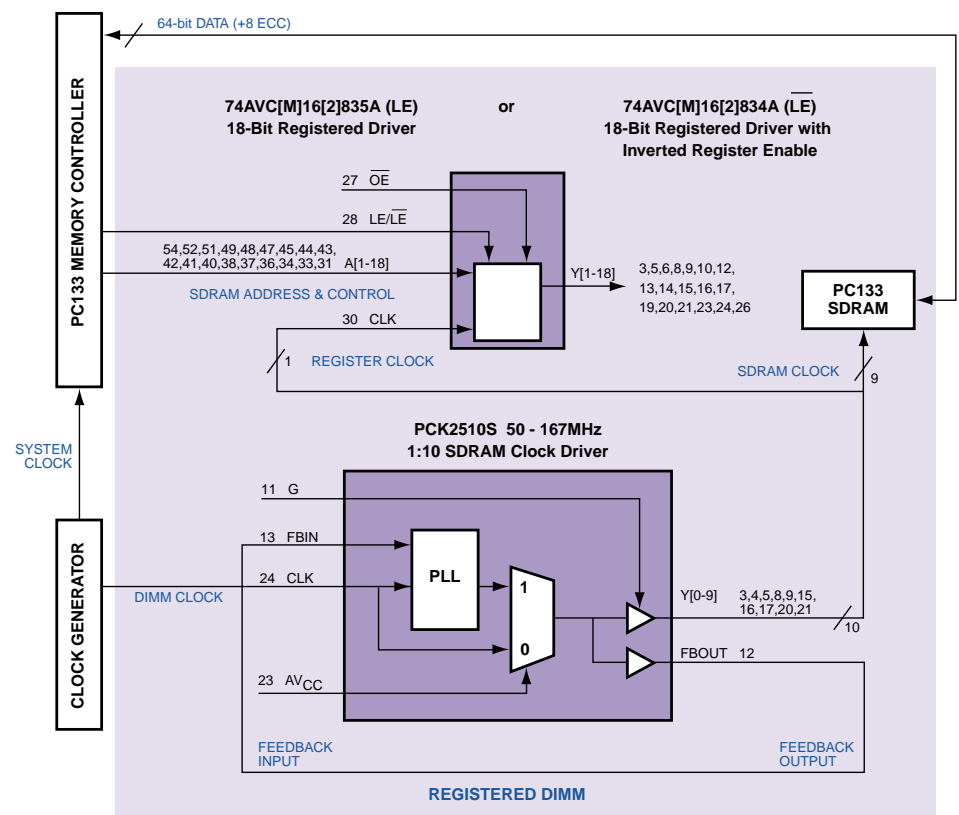 64-bit DATA (+8 ECC)
PC133 MEMORY CONTROLLER
74AVC[M]16[2]835A (LE)
18-Bit Registered Driver
or
74AVC[M]16[2]834A (L̅E̅)
18-Bit Registered Driver with
Inverted Register Enable
27 O̅E̅
28 LE/L̅E̅
54,52,51,49,48,47,45,44,43,
42,41,40,38,37,36,34,33,31 A[1-18]
SDRAM ADDRESS & CONTROL
Y[1-18]
3,5,6,8,9,10,12,
13,14,15,16,17,
19,20,21,23,24,26
PC133
SDRAM
30 CLK
1
REGISTER CLOCK
SDRAM CLOCK
9
SYSTEM
CLOCK
PCK2510S 50 - 167MHz
1:10 SDRAM Clock Driver
11 G
13 FBIN
24 CLK
PLL
1
0
CLOCK GENERATOR
DIMM CLOCK
Y[0-9]
3,4,5,8,9,15,
16,17,20,21
10
FBOUT 12
23 AVCC
FEEDBACK
INPUT
FEEDBACK
OUTPUT
REGISTERED DIMM